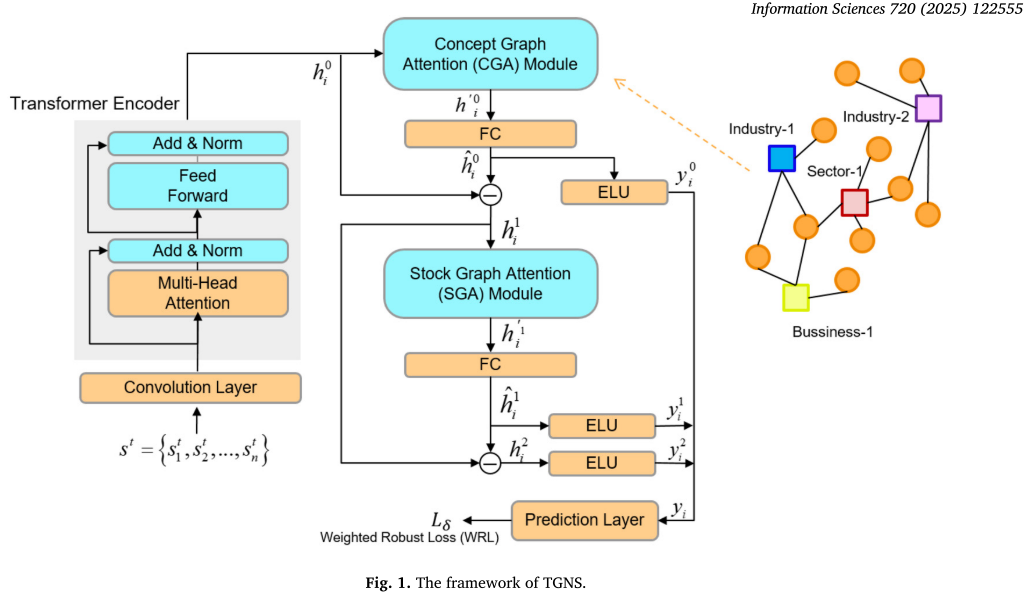 Information Sciences 720 (2025) 122555
Transformer Encoder
Add & Norm
Feed
Forward
Add & Norm
Multi-Head
Attention
Convolution Layer
s^t = {s_1^t, s_2^t, ..., s_n^t}
h_i^0
Concept Graph
Attention (CGA) Module
h'_i^0
FC
ĥ_i^0
ELU
y_i^0
−
h_i^1
Stock Graph Attention
(SGA) Module
h'_i^1
FC
ĥ_i^1
ELU
y_i^1
−
h_i^2
ELU
y_i^2
y_i
Prediction Layer
L_δ
Weighted Robust Loss (WRL)
Industry-1
Industry-2
Sector-1
Bussiness-1
Fig. 1. The framework of TGNS.